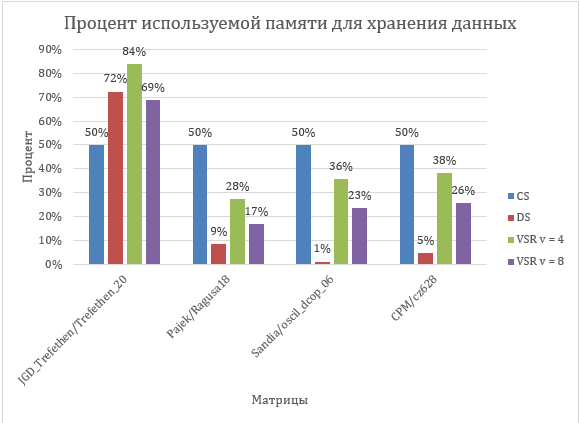 Процент используемой памяти для хранения данных
90%
80%
70%
60%
50%
40%
30%
20%
10%
0%
Процент
50%
72%
84%
69%
50%
9%
28%
17%
50%
1%
36%
23%
50%
5%
38%
26%
JGD_Trefethen/Trefethen_20
Pajek/Ragusa18
Sandia/oscil_dcop_06
CPM/cz628
Матрицы
CS
DS
VSR v = 4
VSR v = 8